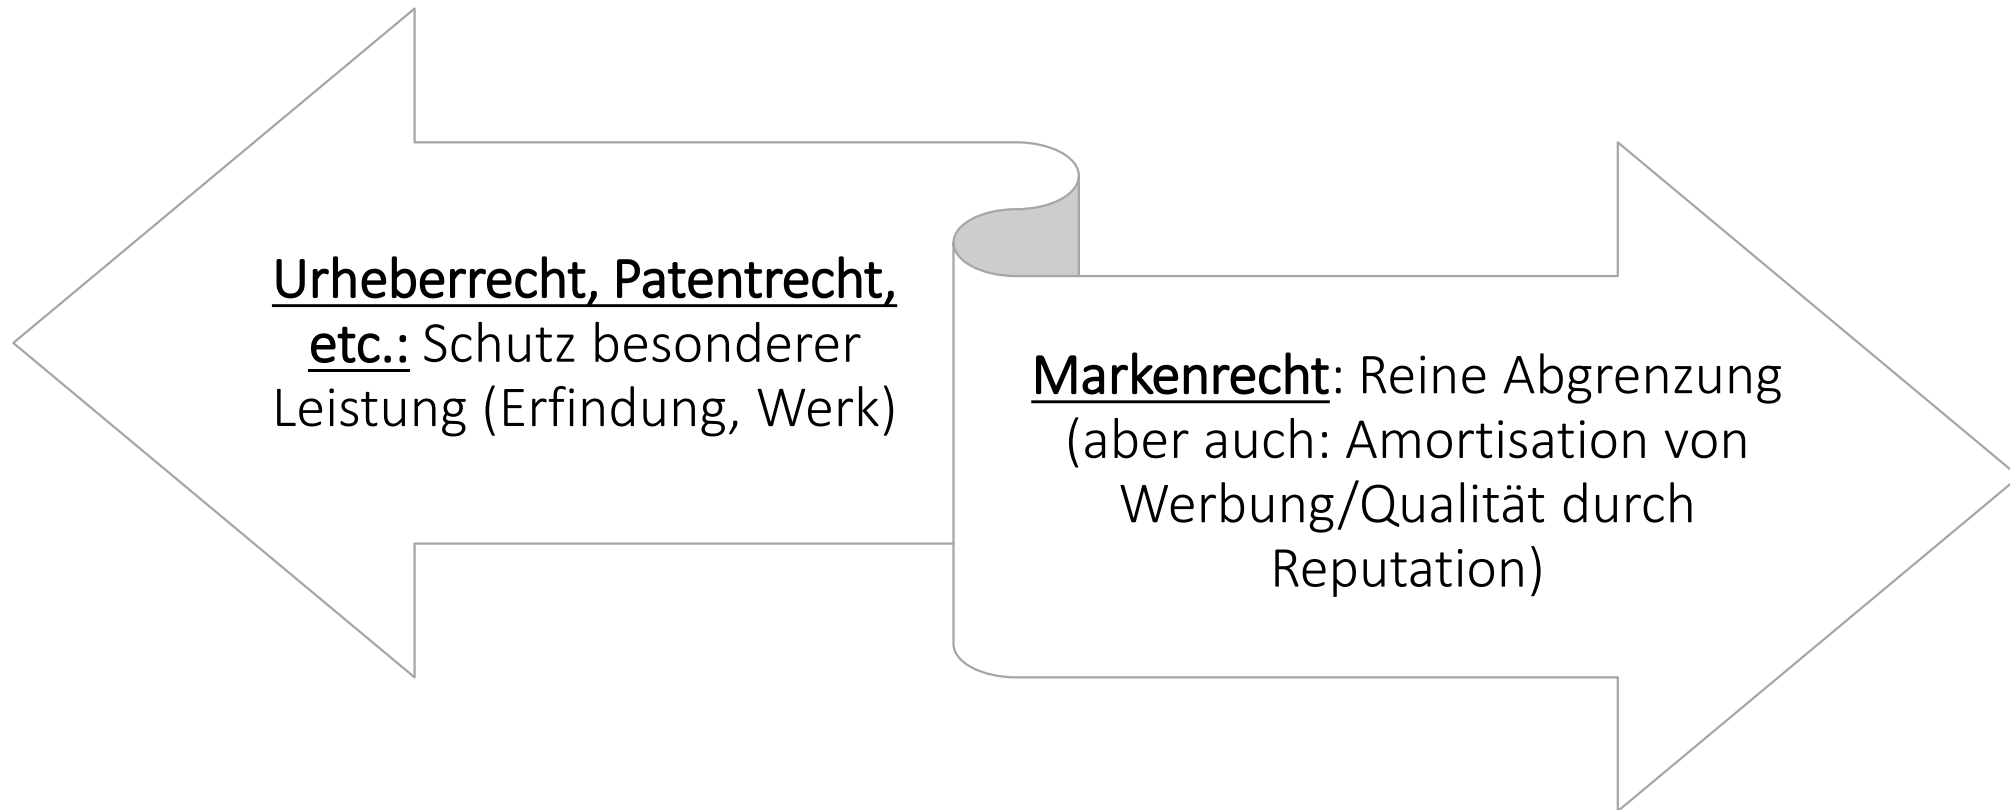 Urheberrecht, Patentrecht,
etc.: Schutz besonderer
Leistung (Erfindung, Werk)
Markenrecht: Reine Abgrenzung
(aber auch: Amortisation von
Werbung/Qualität durch
Reputation)